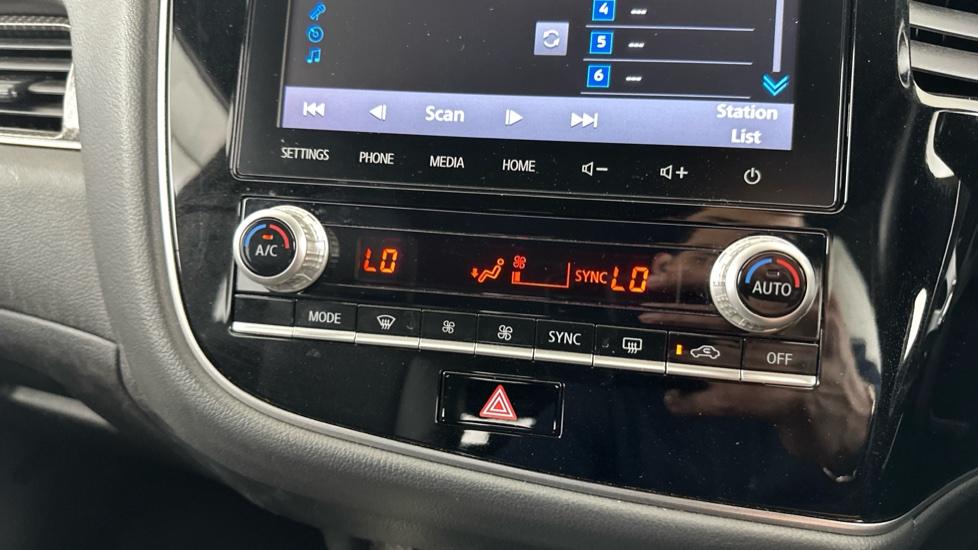 4 ---
5 ---
6 ---
Scan
Station
List
SETTINGS PHONE MEDIA HOME - +
A/C LO SYNC LO AUTO
MODE SYNC OFF